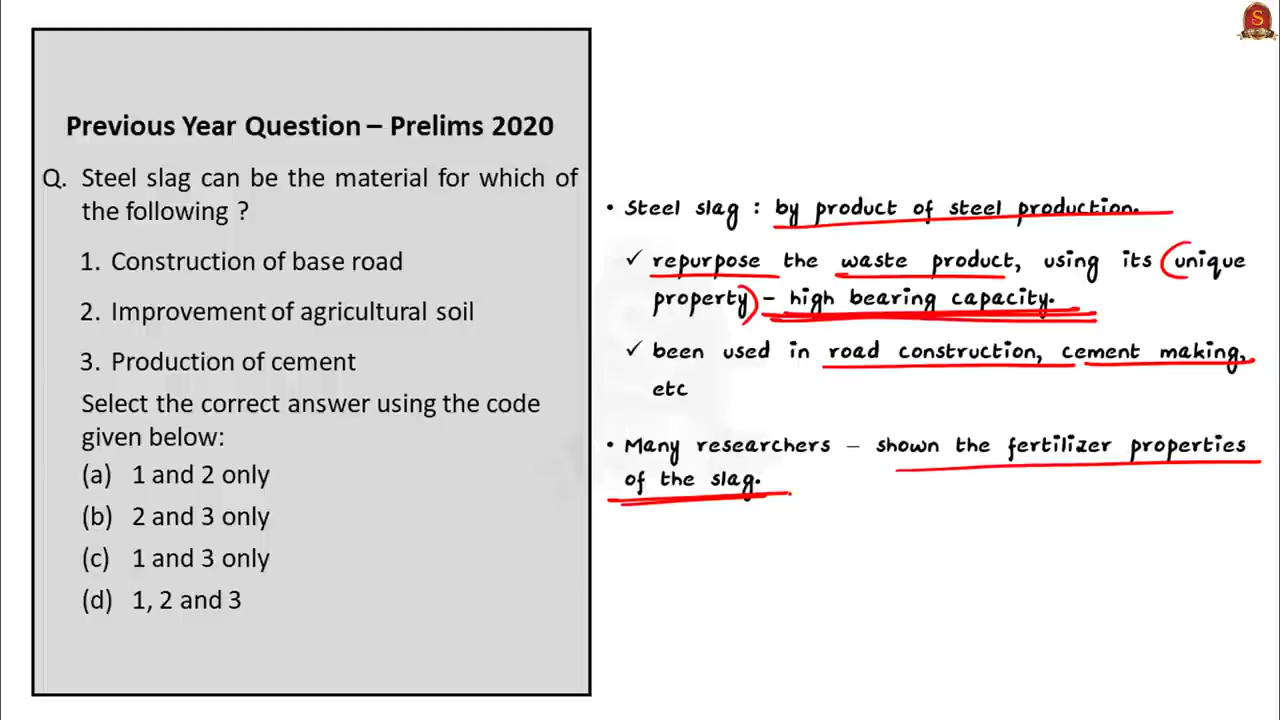 Previous Year Question – Prelims 2020
Q. Steel slag can be the material for which of
the following ?
1. Construction of base road
2. Improvement of agricultural soil
3. Production of cement
Select the correct answer using the code
given below:
(a) 1 and 2 only
(b) 2 and 3 only
(c) 1 and 3 only
(d) 1, 2 and 3
• Steel slag : by product of steel production.
✓ repurpose the waste product, using its (unique
property) – high bearing capacity.
✓ been used in road construction, cement making,
etc
• Many researchers – shown the fertilizer properties
of the slag.
S